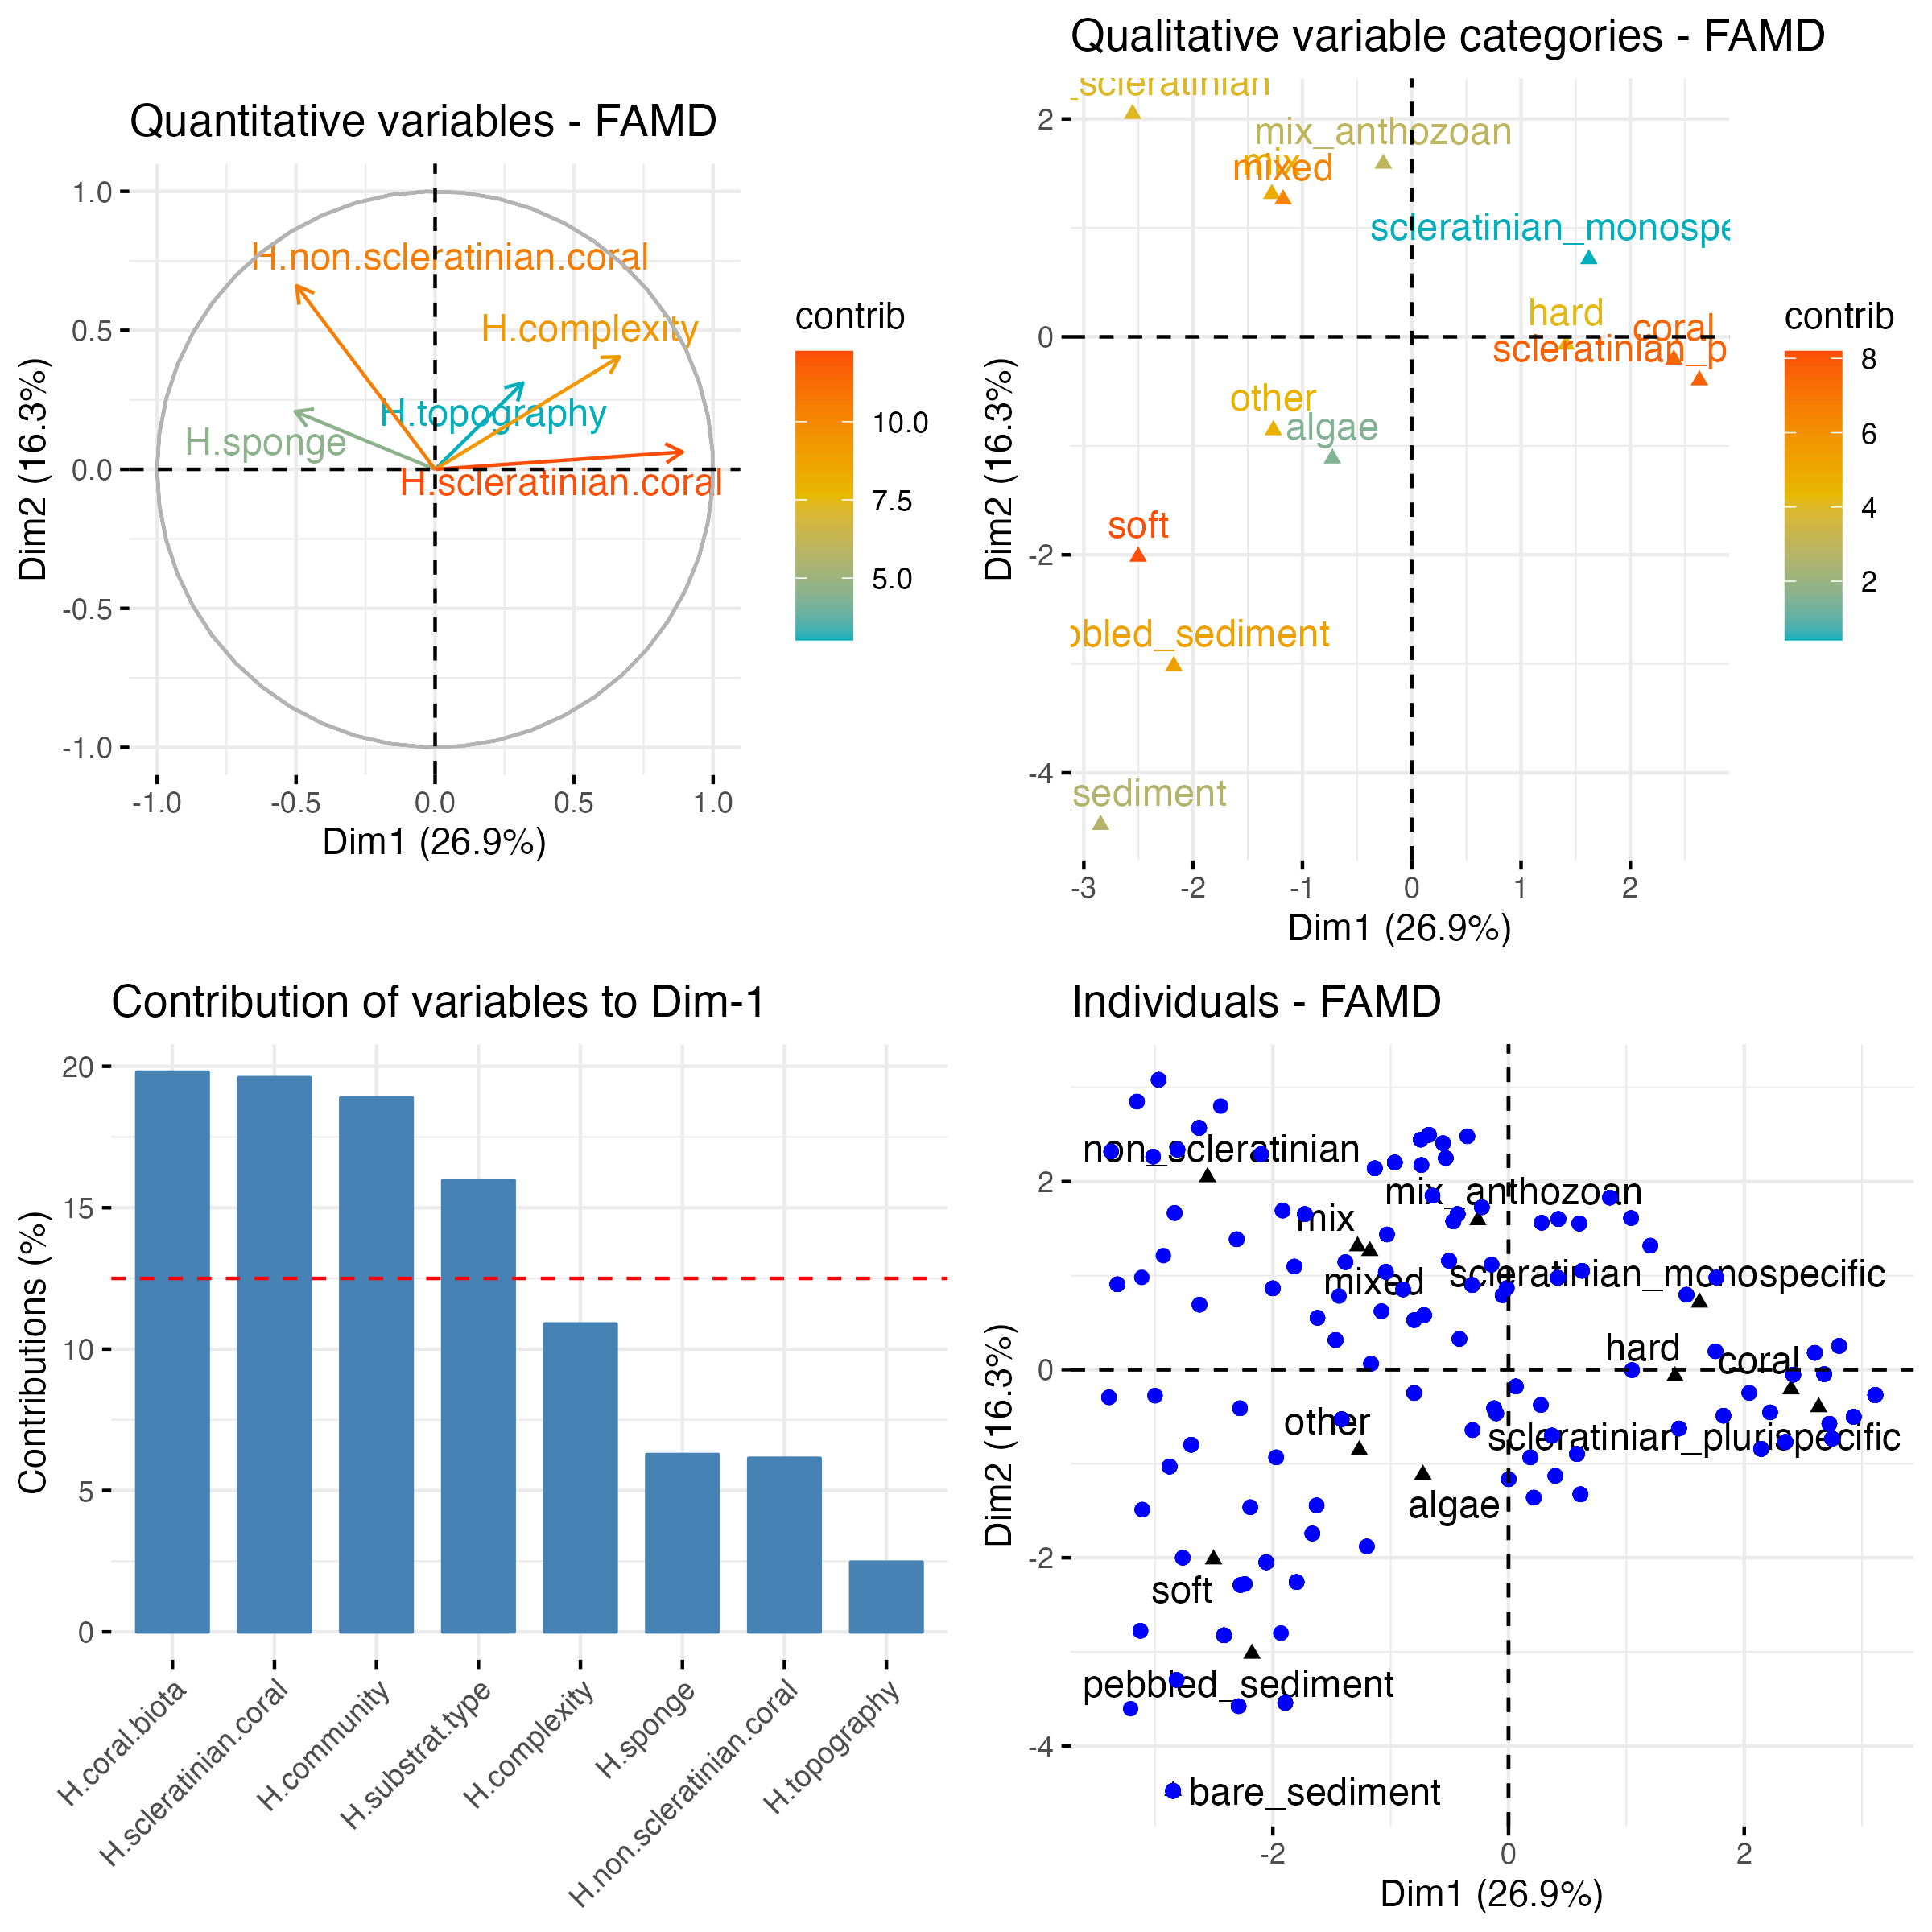 Quantitative variables - FAMD
H.non.scleratinian.coral
H.complexity
H.topography
H.sponge
H.scleratinian.coral
1.0
0.5
0.0
-0.5
-1.0
Dim2 (16.3%)
-1.0 -0.5 0.0 0.5 1.0
Dim1 (26.9%)
contrib
10.0
7.5
5.0
Qualitative variable categories - FAMD
_scleratinian
mix_anthozoan
mix
mixed
scleratinian_monospe
hard
coral
scleratinian_p
other
algae
soft
bbled_sediment
sediment
2
0
-2
-4
Dim2 (16.3%)
-3 -2 -1 0 1 2
Dim1 (26.9%)
contrib
8
6
4
2
Contribution of variables to Dim-1
20
15
10
5
0
Contributions (%)
H.coral.biota
H.scleratinian.coral
H.community
H.substrat.type
H.complexity
H.sponge
H.non.scleratinian.coral
H.topography
Individuals - FAMD
non_scleratinian
mix_anthozoan
mix
mixed
scleratinian_monospecific
hard
coral
other
scleratinian_plurispecific
algae
soft
pebbled_sediment
bare_sediment
2
0
-2
-4
Dim2 (16.3%)
-2 0 2
Dim1 (26.9%)